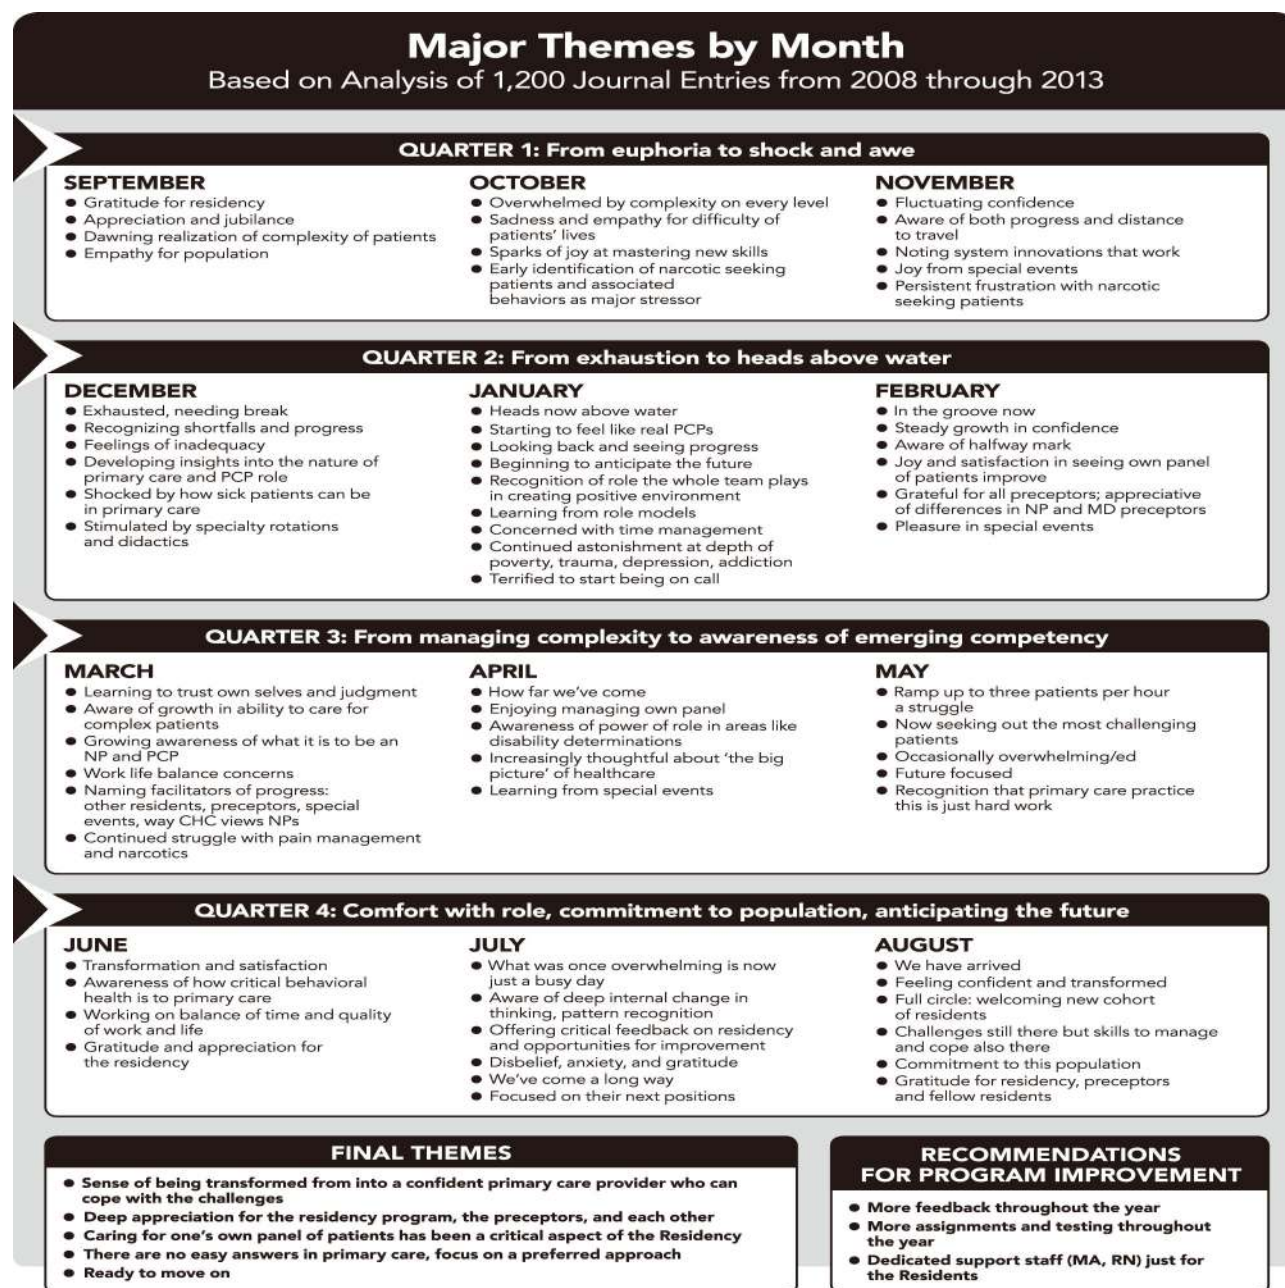 Major Themes by Month
Based on Analysis of 1,200 Journal Entries from 2008 through 2013
QUARTER 1: From euphoria to shock and awe
SEPTEMBER
● Gratitude for residency
● Appreciation and jubilance
● Dawning realization of complexity of patients
● Empathy for population
OCTOBER
● Overwhelmed by complexity on every level
● Sadness and empathy for difficulty of
patients' lives
● Sparks of joy at mastering new skills
● Early identification of narcotic seeking
patients and associated
behaviors as major stressor
NOVEMBER
● Fluctuating confidence
● Aware of both progress and distance
to travel
● Noting system innovations that work
● Joy from special events
● Persistent frustration with narcotic
seeking patients
QUARTER 2: From exhaustion to heads above water
DECEMBER
● Exhausted, needing break
● Recognizing shortfalls and progress
● Feelings of inadequacy
● Developing insights into the nature of
primary care and PCP role
● Shocked by how sick patients can be
in primary care
● Stimulated by specialty rotations
and didactics
JANUARY
● Heads now above water
● Starting to feel like real PCPs
● Looking back and seeing progress
● Beginning to anticipate the future
● Recognition of role the whole team plays
in creating positive environment
● Learning from role models
● Concerned with time management
● Continued astonishment at depth of
poverty, trauma, depression, addiction
● Terrified to start being on call
FEBRUARY
● In the groove now
● Steady growth in confidence
● Aware of halfway mark
● Joy and satisfaction in seeing own panel
of patients improve
● Grateful for all preceptors; appreciative
of differences in NP and MD preceptors
● Pleasure in special events
QUARTER 3: From managing complexity to awareness of emerging competency
MARCH
● Learning to trust own selves and judgment
● Aware of growth in ability to care for
complex patients
● Growing awareness of what it is to be an
NP and PCP
● Work life balance concerns
● Naming facilitators of progress:
other residents, preceptors, special
events, way CHC views NPs
● Continued struggle with pain management
and narcotics
APRIL
● How far we've come
● Enjoying managing own panel
● Awareness of power of role in areas like
disability determinations
● Increasingly thoughtful about 'the big
picture' of healthcare
● Learning from special events
MAY
● Ramp up to three patients per hour
a struggle
● Now seeking out the most challenging
patients
● Occasionally overwhelming/ed
● Future focused
● Recognition that primary care practice
this is just hard work
QUARTER 4: Comfort with role, commitment to population, anticipating the future
JUNE
● Transformation and satisfaction
● Awareness of how critical behavioral
health is to primary care
● Working on balance of time and quality
of work and life
● Gratitude and appreciation for
the residency
JULY
● What was once overwhelming is now
just a busy day
● Aware of deep internal change in
thinking, pattern recognition
● Offering critical feedback on residency
and opportunities for improvement
● Disbelief, anxiety, and gratitude
● We've come a long way
● Focused on their next positions
AUGUST
● We have arrived
● Feeling confident and transformed
● Full circle: welcoming new cohort
of residents
● Challenges still there but skills to manage
and cope also there
● Commitment to this population
● Gratitude for residency, preceptors
and fellow residents
FINAL THEMES
● Sense of being transformed from into a confident primary care provider who can
cope with the challenges
● Deep appreciation for the residency program, the preceptors, and each other
● Caring for one's own panel of patients has been a critical aspect of the Residency
● There are no easy answers in primary care, focus on a preferred approach
● Ready to move on
RECOMMENDATIONS
FOR PROGRAM IMPROVEMENT
● More feedback throughout the year
● More assignments and testing throughout
the year
● Dedicated support staff (MA, RN) just for
the Residents